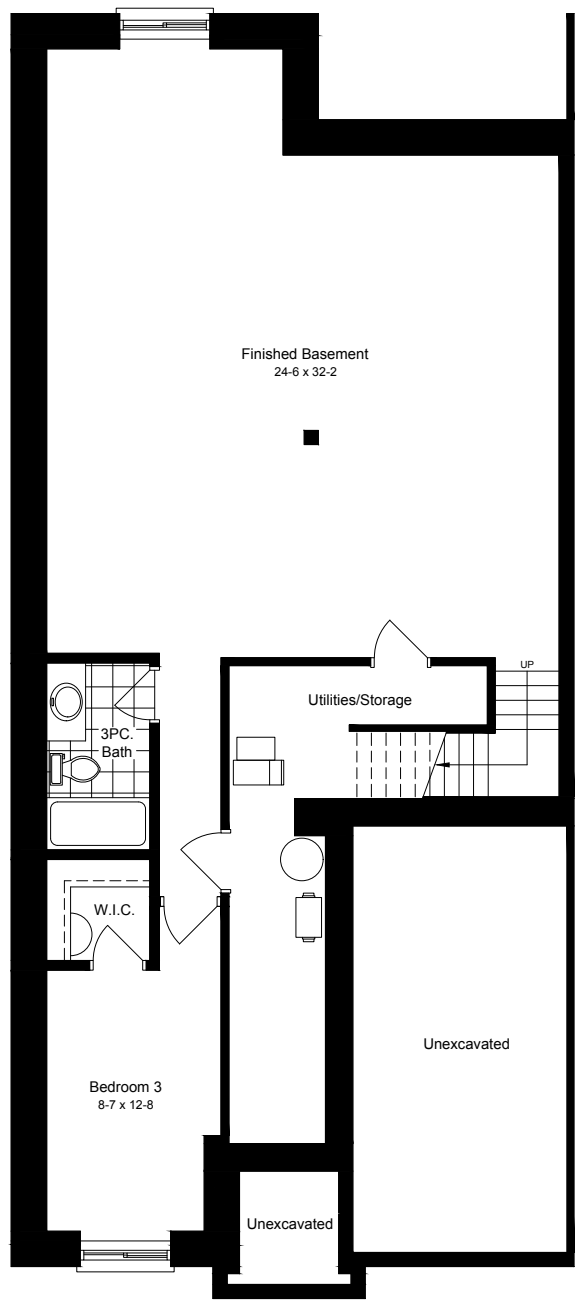 Finished Basement
24-6 x 32-2
UP
Utilities/Storage
3PC.
Bath
W.I.C.
Unexcavated
Bedroom 3
8-7 x 12-8
Unexcavated